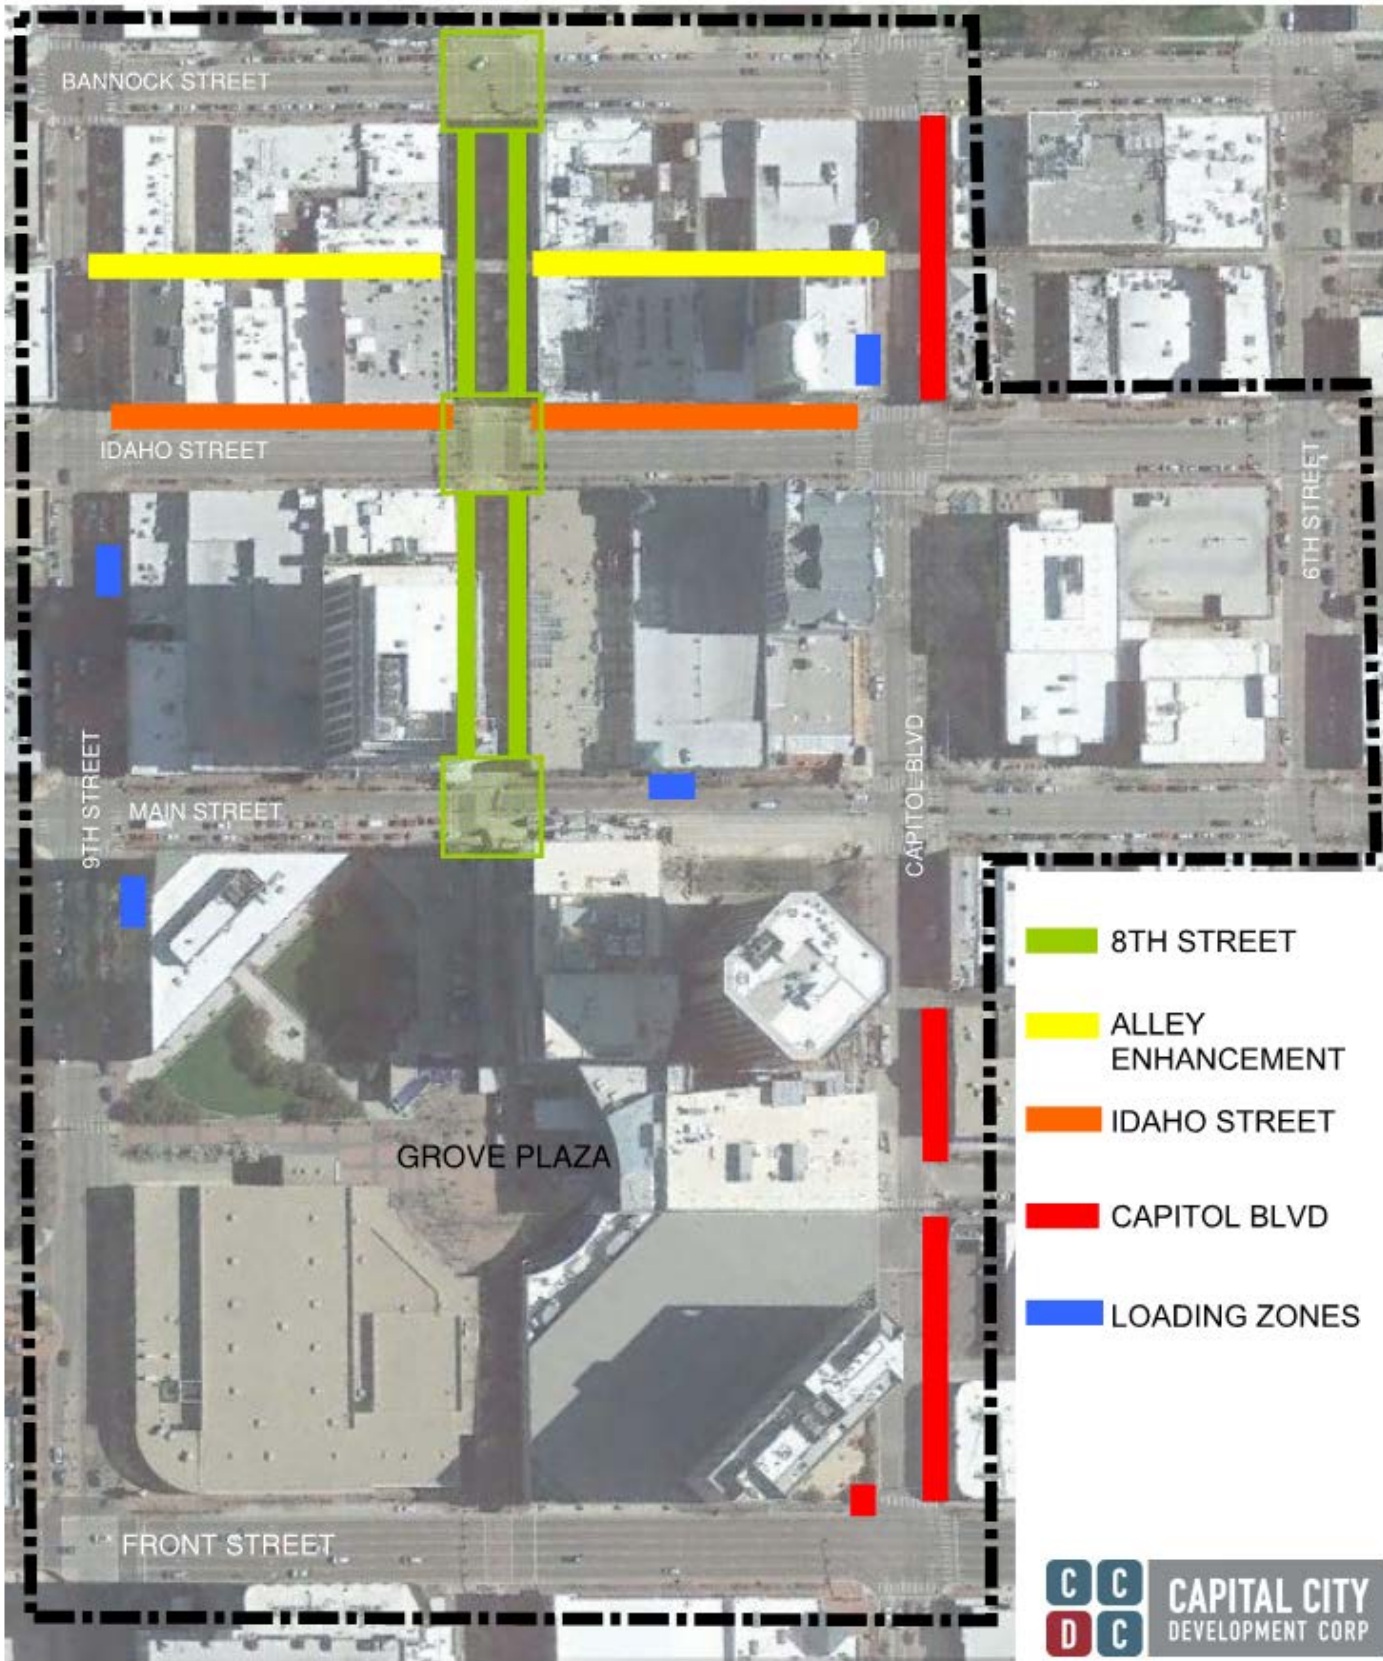 BANNOCK STREET
IDAHO STREET
6TH STREET
9TH STREET
MAIN STREET
CAPITOL BLVD
GROVE PLAZA
FRONT STREET
8TH STREET
ALLEY
ENHANCEMENT
IDAHO STREET
CAPITOL BLVD
LOADING ZONES
C C
D C
CAPITAL CITY
DEVELOPMENT CORP